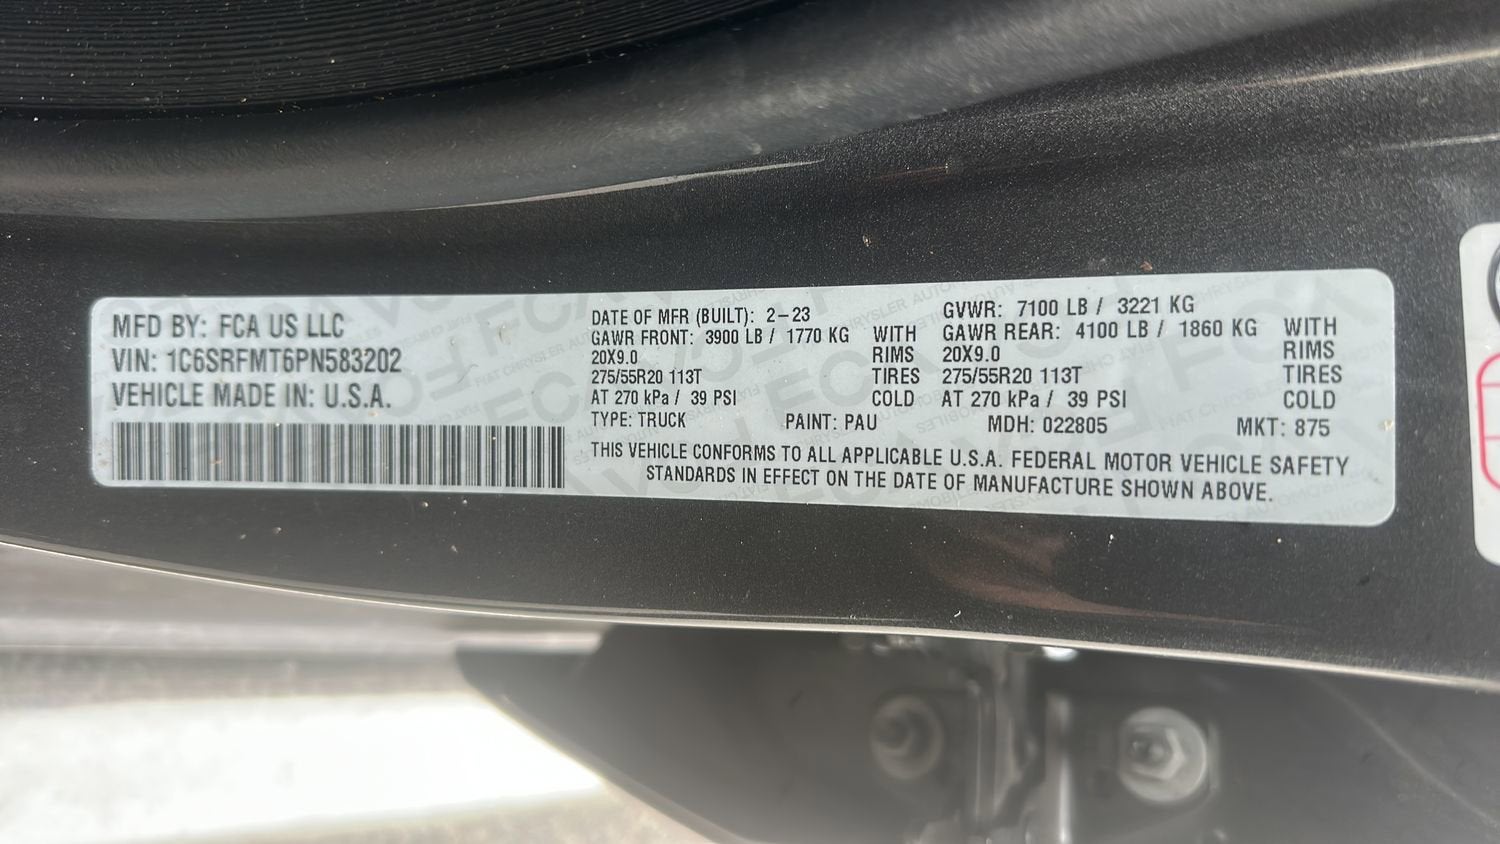 MFD BY: FCA US LLC
VIN: 1C6SRFMT6PN583202
VEHICLE MADE IN: U.S.A.
DATE OF MFR (BUILT): 2-23 GVWR: 7100 LB / 3221 KG
GAWR FRONT: 3900 LB / 1770 KG WITH GAWR REAR: 4100 LB / 1860 KG WITH
20X9.0 RIMS 20X9.0 RIMS
275/55R20 113T TIRES 275/55R20 113T TIRES
AT 270 kPa / 39 PSI COLD AT 270 kPa / 39 PSI COLD
TYPE: TRUCK PAINT: PAU MDH: 022805 MKT: 875
THIS VEHICLE CONFORMS TO ALL APPLICABLE U.S.A. FEDERAL MOTOR VEHICLE SAFETY
STANDARDS IN EFFECT ON THE DATE OF MANUFACTURE SHOWN ABOVE.